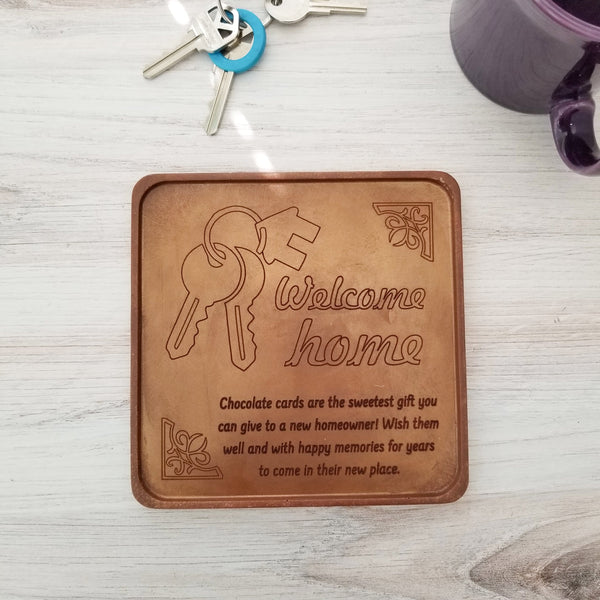 Welcome
home
Chocolate cards are the sweetest gift you
can give to a new homeowner! Wish them
well and with happy memories for years
to come in their new place.